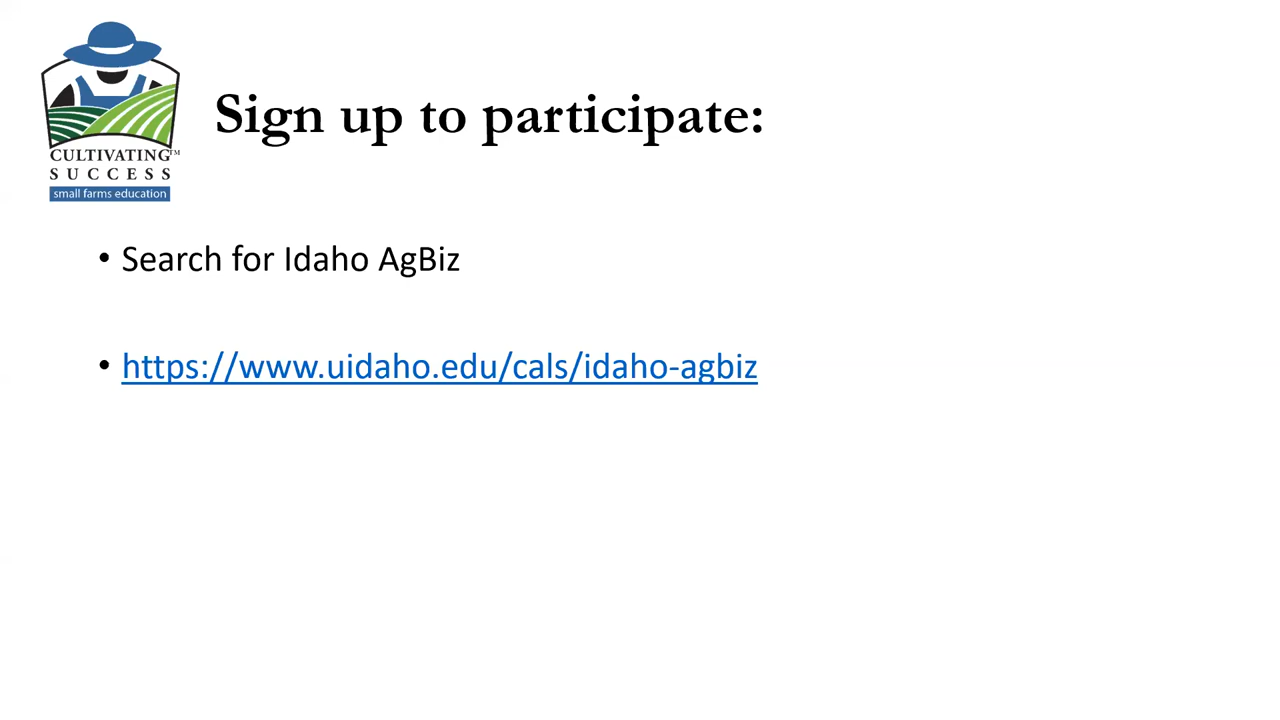 CULTIVATING™
SUCCESS
small farms education
Sign up to participate:
• Search for Idaho AgBiz
• https://www.uidaho.edu/cals/idaho-agbiz